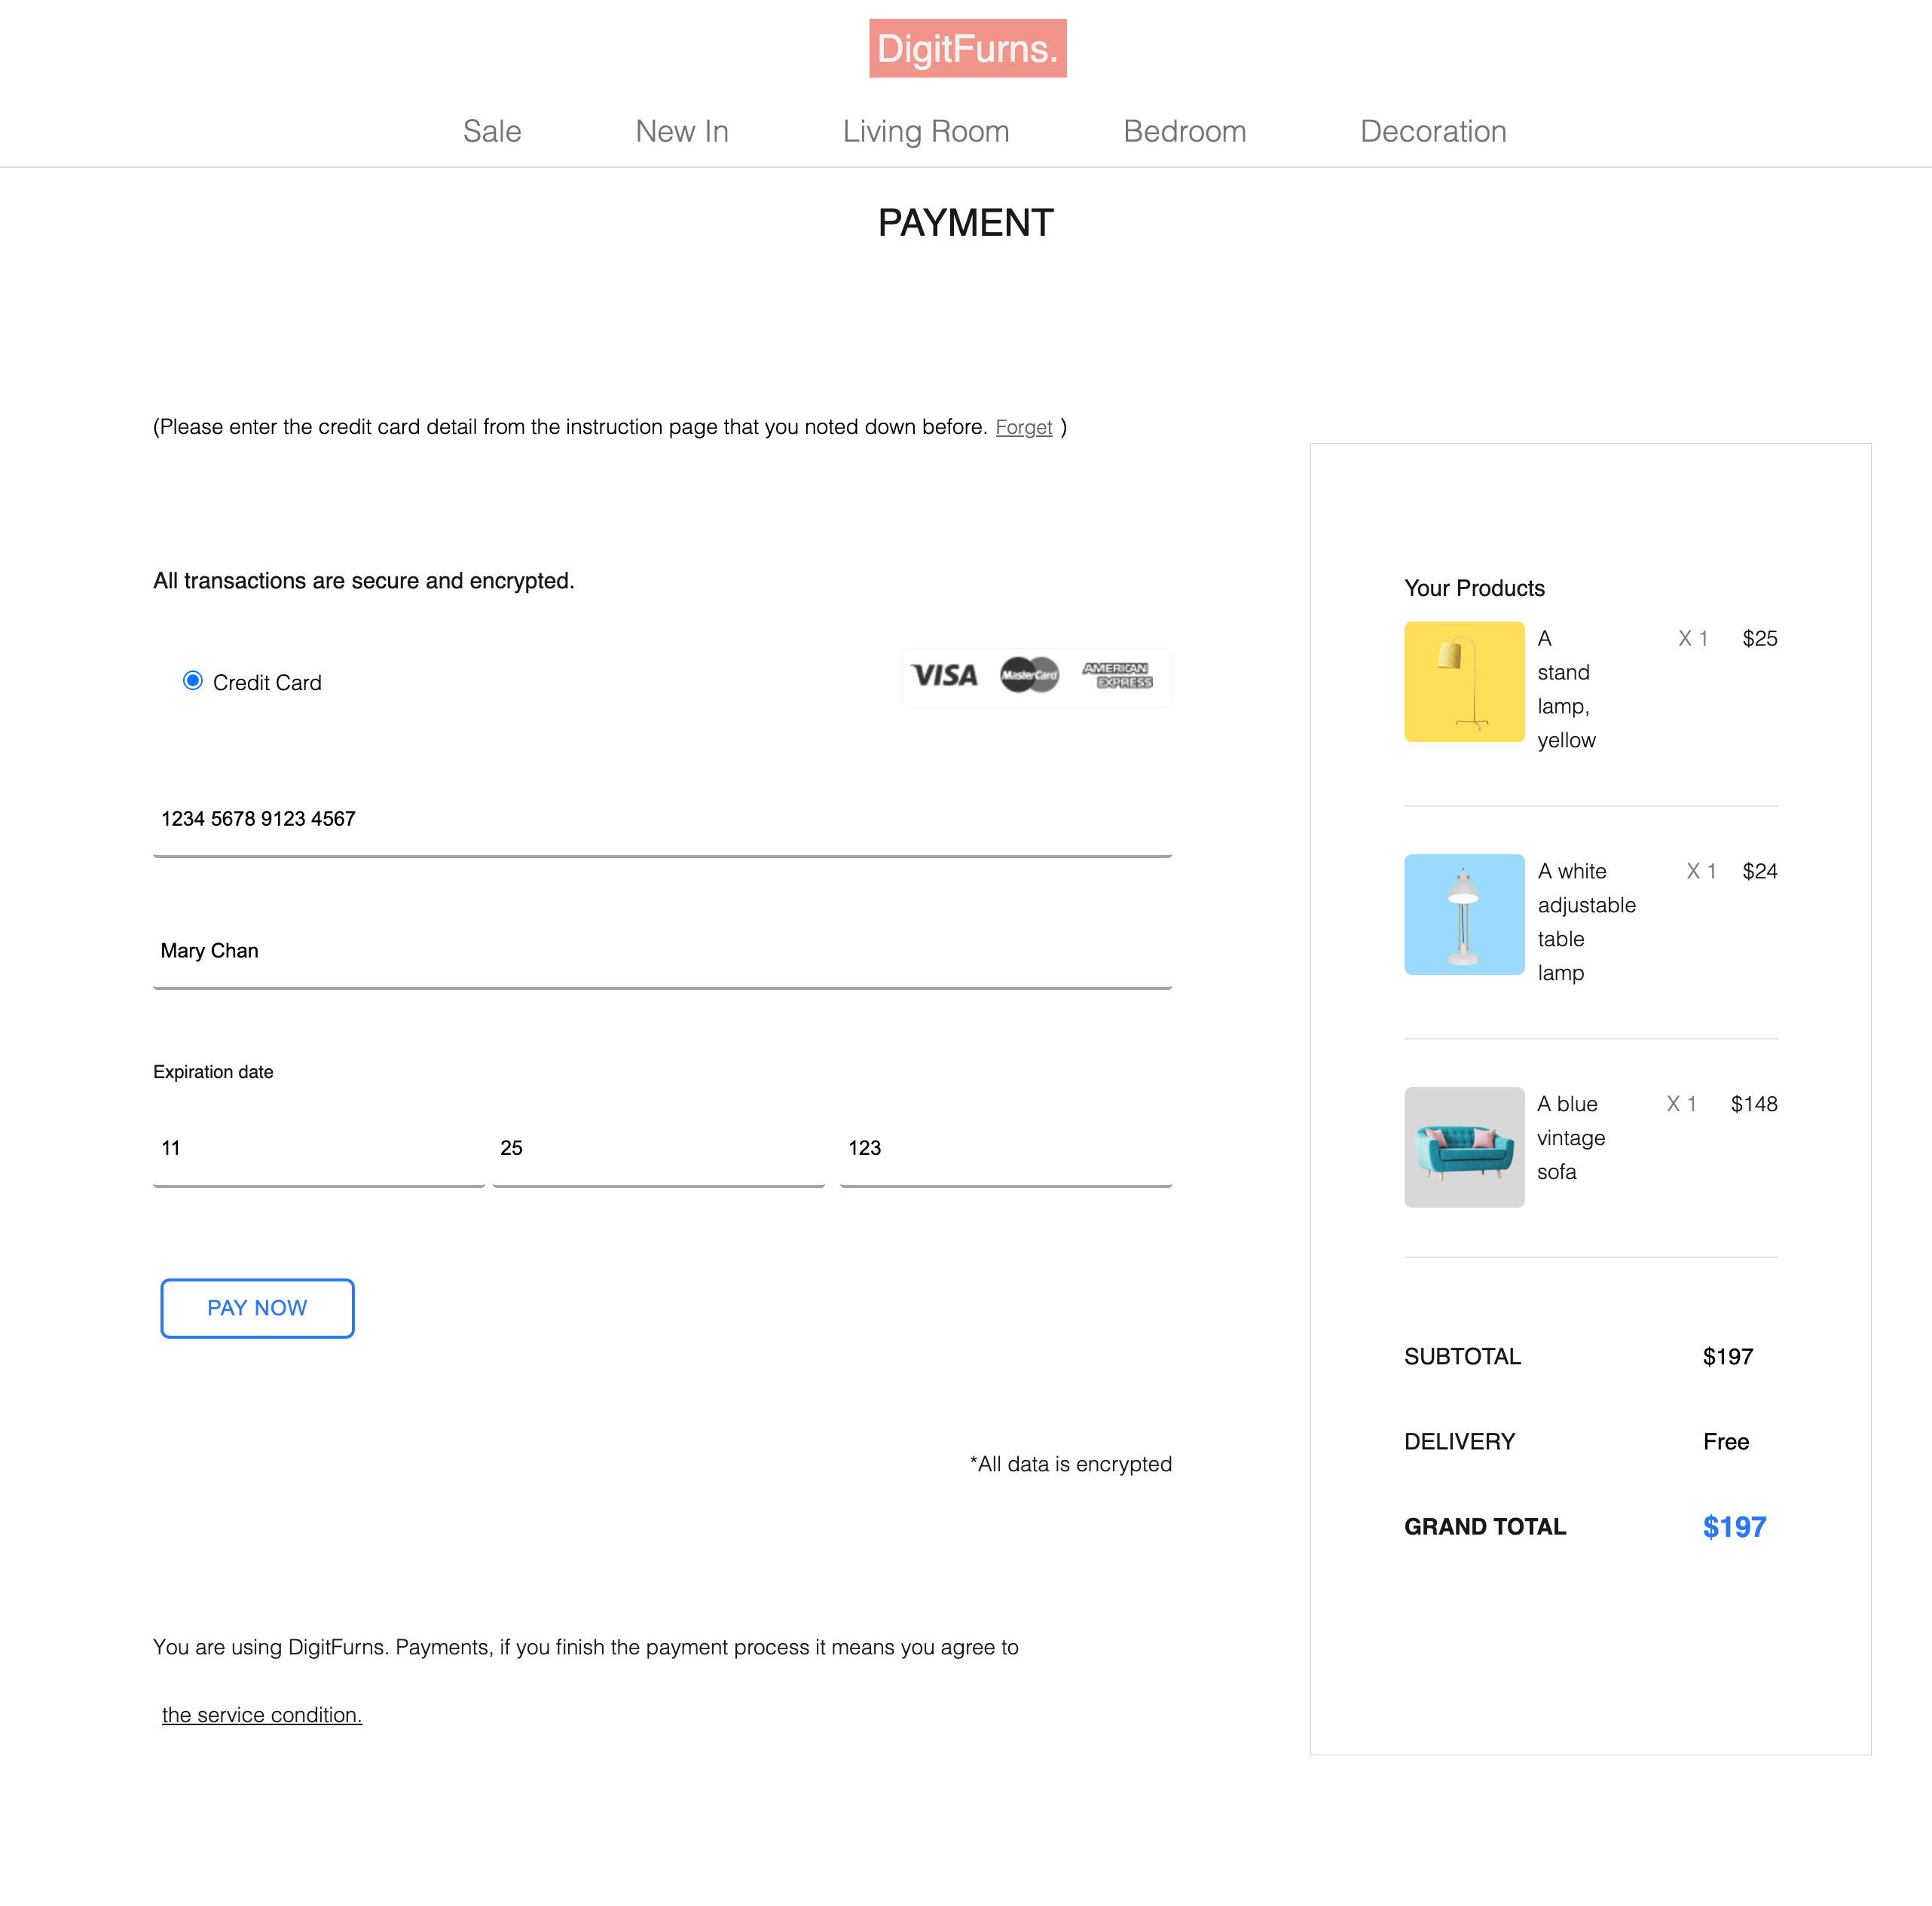 DigitFurns.
Sale New In Living Room Bedroom Decoration
PAYMENT
(Please enter the credit card detail from the instruction page that you noted down before. Forget )
All transactions are secure and encrypted.
Credit Card
VISA MasterCard AMERICAN EXPRESS
1234 5678 9123 4567
Mary Chan
Expiration date
11 25 123
PAY NOW
*All data is encrypted
You are using DigitFurns. Payments, if you finish the payment process it means you agree to
the service condition.
Your Products
A X 1 $25
stand
lamp,
yellow
A white X 1 $24
adjustable
table
lamp
A blue X 1 $148
vintage
sofa
SUBTOTAL $197
DELIVERY Free
GRAND TOTAL $197